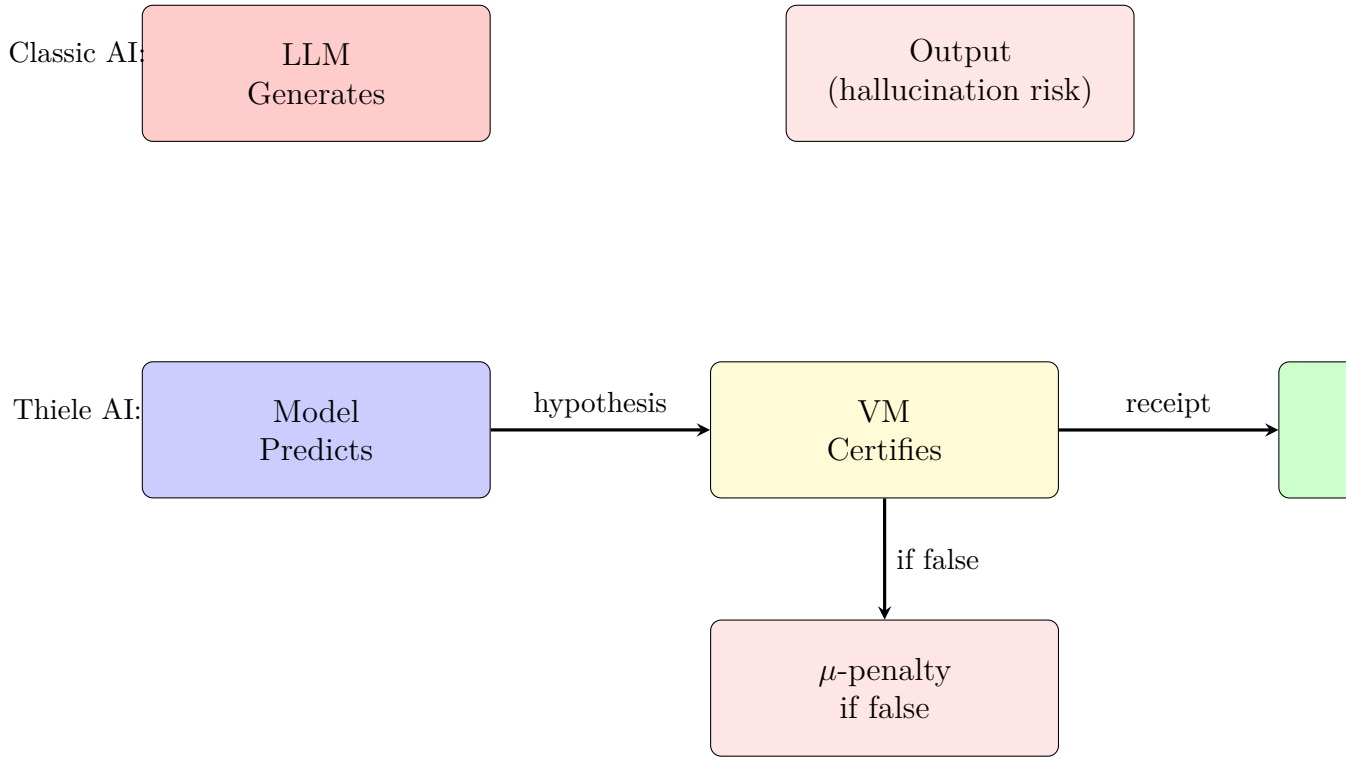 Classic AI:
LLM
Generates
Output
(hallucination risk)
Thiele AI:
Model
Predicts
hypothesis
VM
Certifies
receipt
if false
μ-penalty
if false